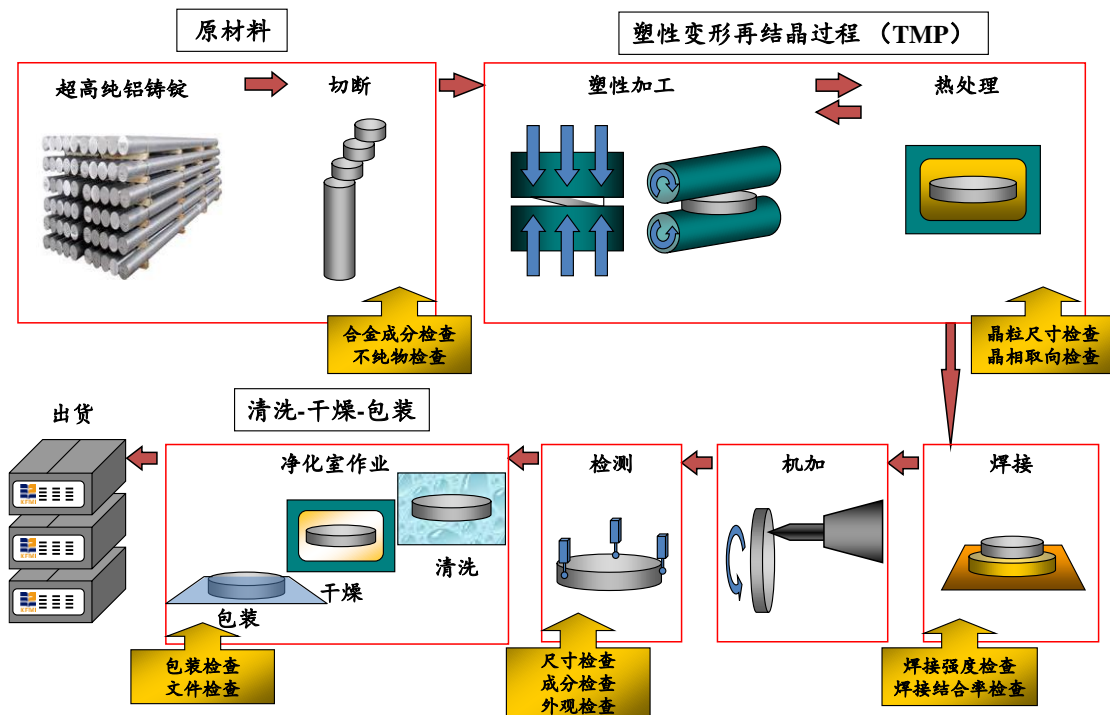 原材料
塑性变形再结晶过程 (TMP)
超高纯铝铸锭
切断
塑性加工
热处理
合金成分检查
不纯物检查
晶粒尺寸检查
晶相取向检查
出货
清洗-干燥-包装
净化室作业
检测
机加
焊接
清洗
干燥
包装
包装检查
文件检查
尺寸检查
成分检查
外观检查
焊接强度检查
焊接结合率检查